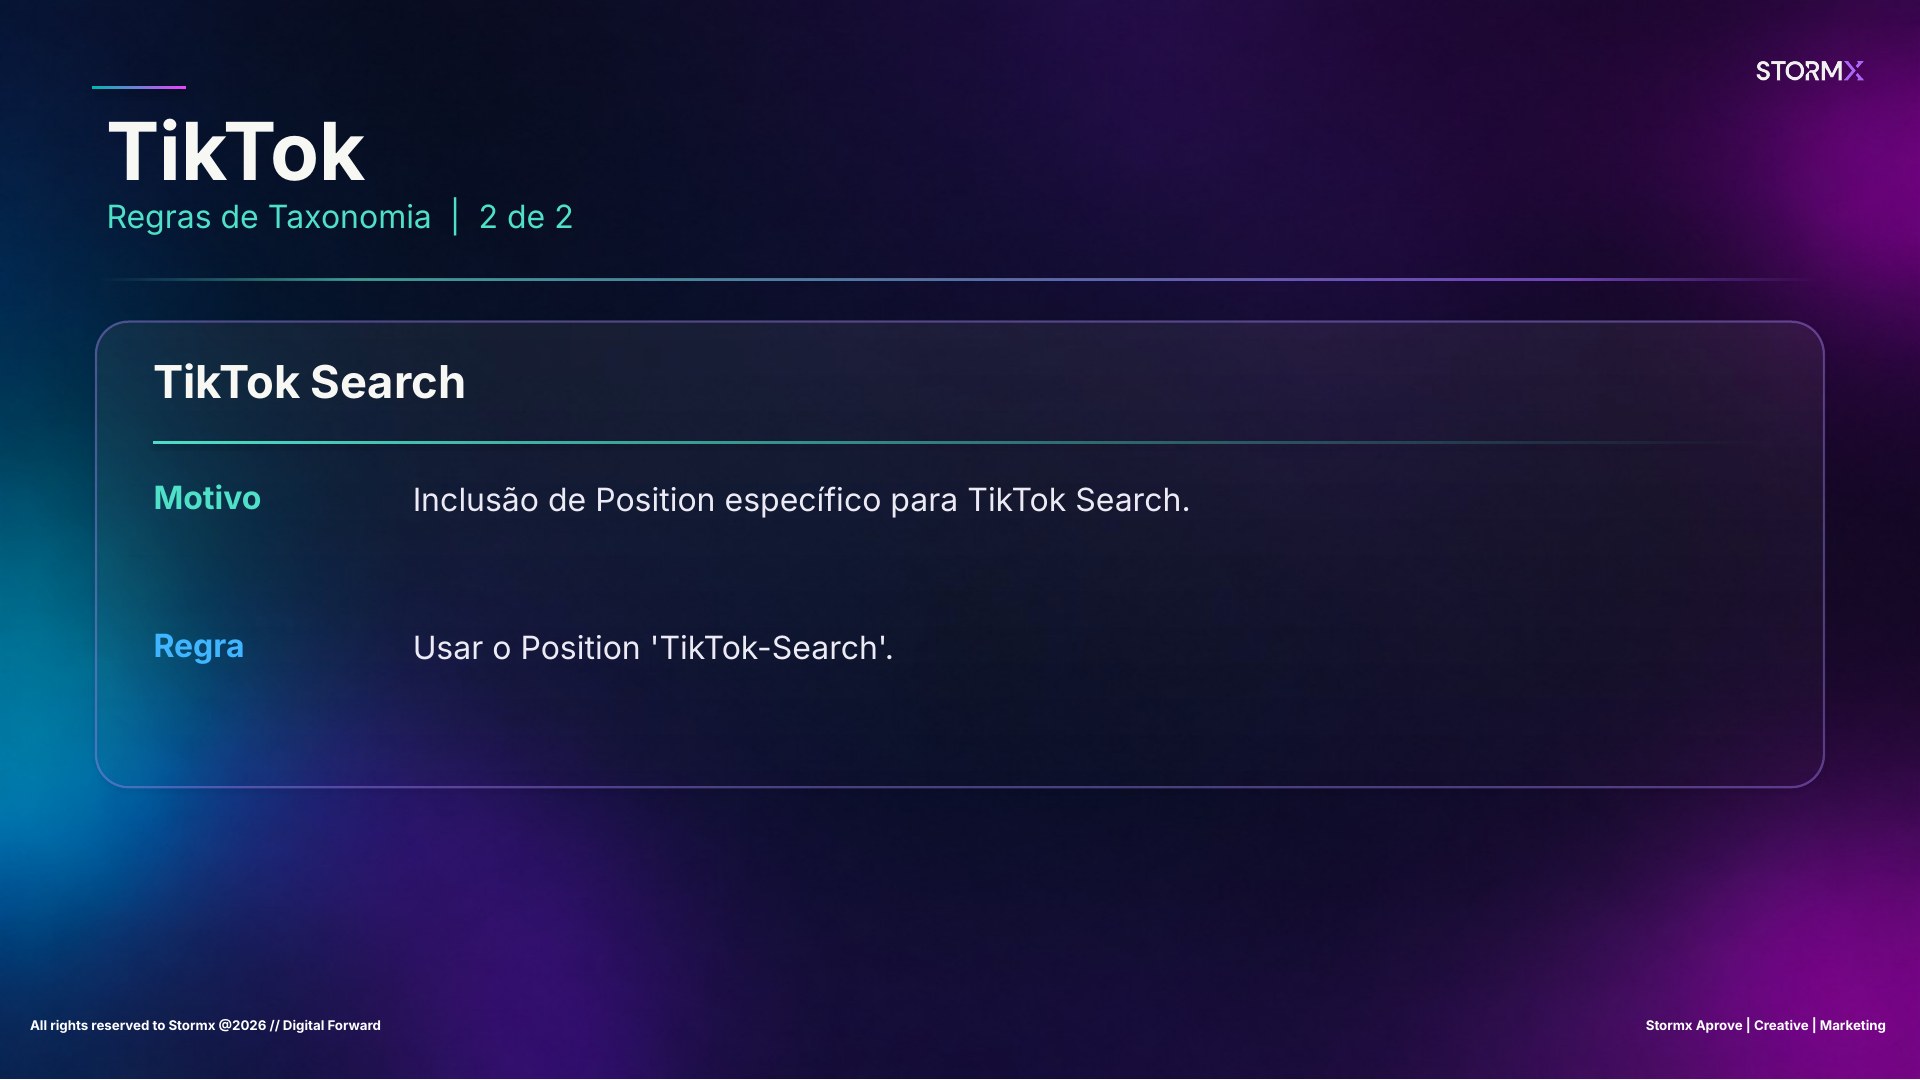 STORMX
TikTok
Regras de Taxonomia | 2 de 2
TikTok Search
Motivo Inclusão de Position específico para TikTok Search.
Regra Usar o Position 'TikTok-Search'.
All rights reserved to Stormx @2026 // Digital Forward
Stormx Aprove | Creative | Marketing